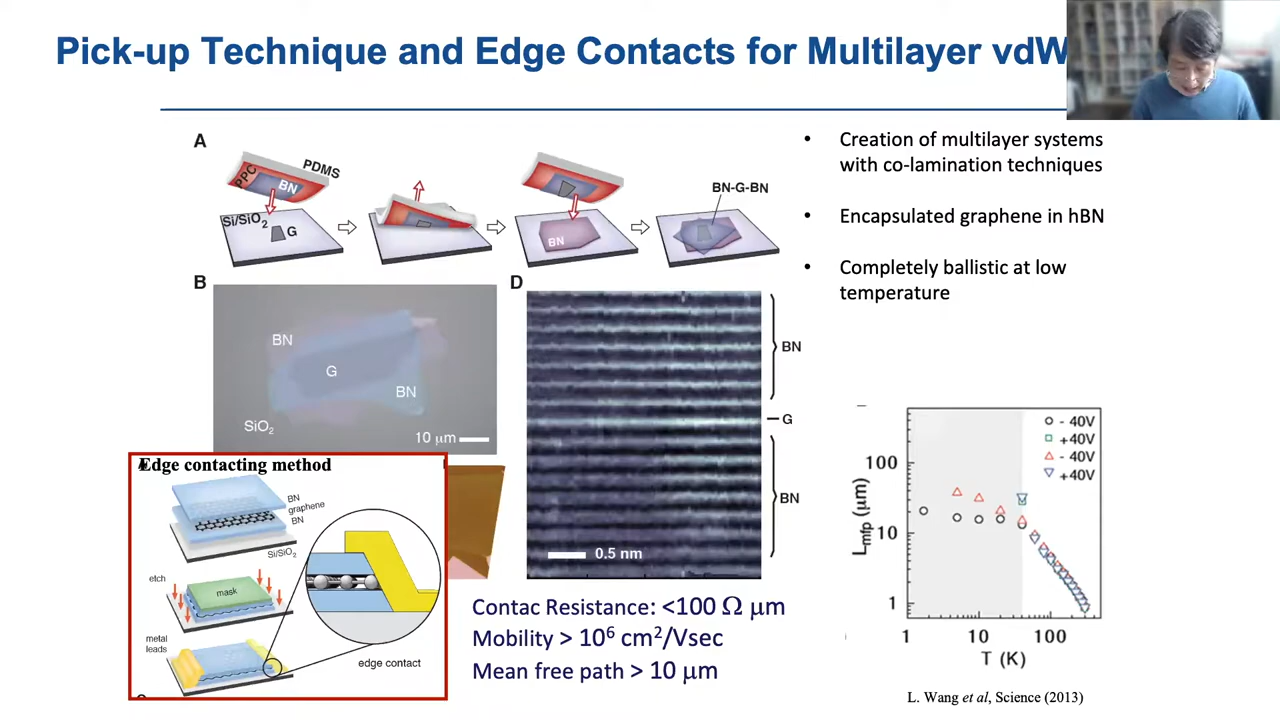 Pick-up Technique and Edge Contacts for Multilayer vdW
A
PPC
BN
PDMS
Si/SiO2
G
BN
BN-G-BN
• Creation of multilayer systems
with co-lamination techniques
• Encapsulated graphene in hBN
• Completely ballistic at low
temperature
B
BN
G
BN
SiO2
10 μm
D
BN
G
BN
0.5 nm
Edge contacting method
BN
graphene
BN
Si/SiO2
etch
mask
metal
leads
edge contact
Contac Resistance: <100 Ω μm
Mobility > 10⁶ cm²/Vsec
Mean free path > 10 μm
- 40V
+40V
- 40V
+40V
100
10
1
Lmfp (μm)
1 10 100
T (K)
L. Wang et al, Science (2013)